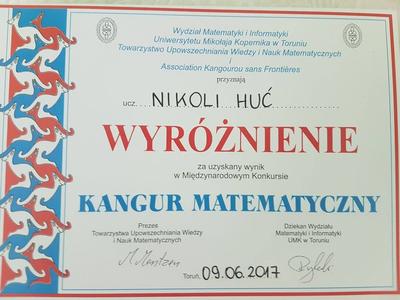 Wydział Matematyki i Informatyki
Uniwersytetu Mikołaja Kopernika w Toruniu
Towarzystwo Upowszechniania Wiedzy i Nauk Matematycznych
i
Association Kangourou sans Frontières
przyznają
ucz. NIKOLI HUĆ
WYRÓŻNIENIE
za uzyskany wynik
w Międzynarodowym Konkursie
KANGUR MATEMATYCZNY
Prezes
Towarzystwa Upowszechniania Wiedzy
i Nauk Matematycznych
Dziekan Wydziału
Matematyki i Informatyki
UMK w Toruniu
Toruń, 09.06.2017